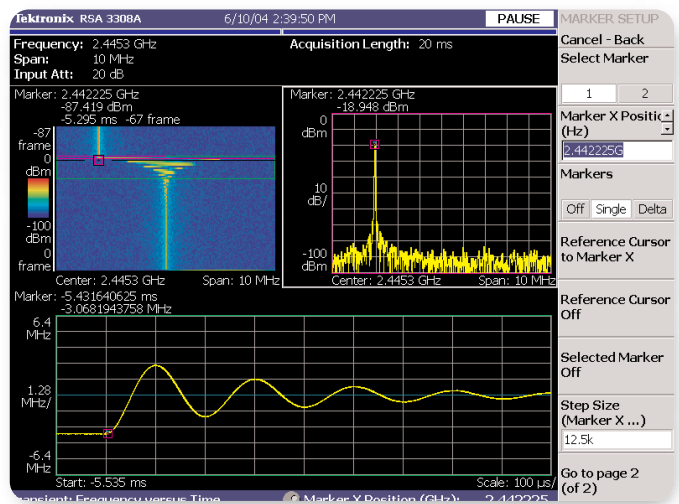 Tektronix RSA 3308A 6/10/04 2:39:50 PM PAUSE
Frequency: 2.4453 GHz Acquisition Length: 20 ms
Span: 10 MHz
Input Att: 20 dB
Marker: 2.442225 GHz
-87.419 dBm
-5.295 ms -67 frame
-87
frame
0
dBm
-100
dBm
0
frame
Center: 2.4453 GHz Span: 10 MHz
Marker: 2.442225 GHz
-18.948 dBm
0
dBm
10
dB/
-100
dBm
Center: 2.4453 GHz Span: 10 MHz
Marker: -5.431640625 ms
-3.0681943758 MHz
6.4
MHz
1.28
MHz/
-6.4
MHz
Start: -5.535 ms Scale: 100 µs/
Transient: Frequency versus Time Marker X Position (GHz): 2.442225
MARKER SETUP
Cancel - Back
Select Marker
1 2
Marker X Positic
(Hz)
2.442225G
Markers
Off Single Delta
Reference Cursor
to Marker X
Reference Cursor
Off
Selected Marker
Off
Step Size
(Marker X ...)
12.5k
Go to page 2
(of 2)